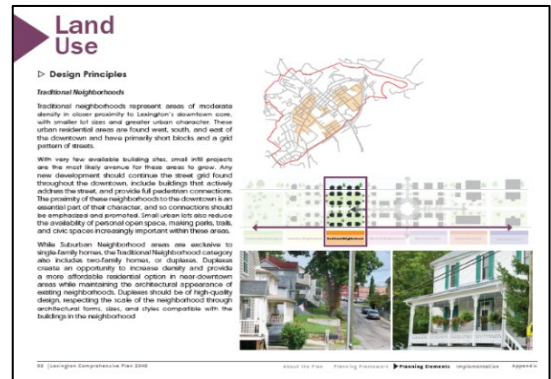 Land
Use
▷ Design Principles
Traditional Neighborhoods
Traditional neighborhoods represent areas of moderate
density in closer proximity to Lexington's downtown core,
with smaller lot sizes and greater urban character. These
urban residential areas are found west, south, and east of
the downtown and have primarily short blocks and a grid
pattern of streets.
With very few available building sites, small infill projects
are the most likely avenue for these areas to grow. Any
new development should continue the street grid found
throughout the downtown, include buildings that actively
address the street, and provide full pedestrian connections.
The proximity of these neighborhoods to the downtown is an
essential part of their character, and so connections should
be emphasized and promoted. Small urban lots also reduce
the availability of personal open space, making parks, trails,
and civic spaces increasingly important within these areas.
While Suburban Neighborhood areas are exclusive to
single-family homes, the Traditional Neighborhood category
also includes two-family homes, or duplexes. Duplexes
create an opportunity to increase density and provide
a more affordable residential option in near-downtown
areas while maintaining the architectural appearance of
existing neighborhoods. Duplexes should be of high-quality
design, respecting the scale of the neighborhood through
architectural forms, sizes, and styles compatible with the
buildings in the neighborhood
Traditional Neighborhood
|Lexington Comprehensive Plan 2040
About the Plan Planning Framework ▶Planning Elements Implementation Appendix